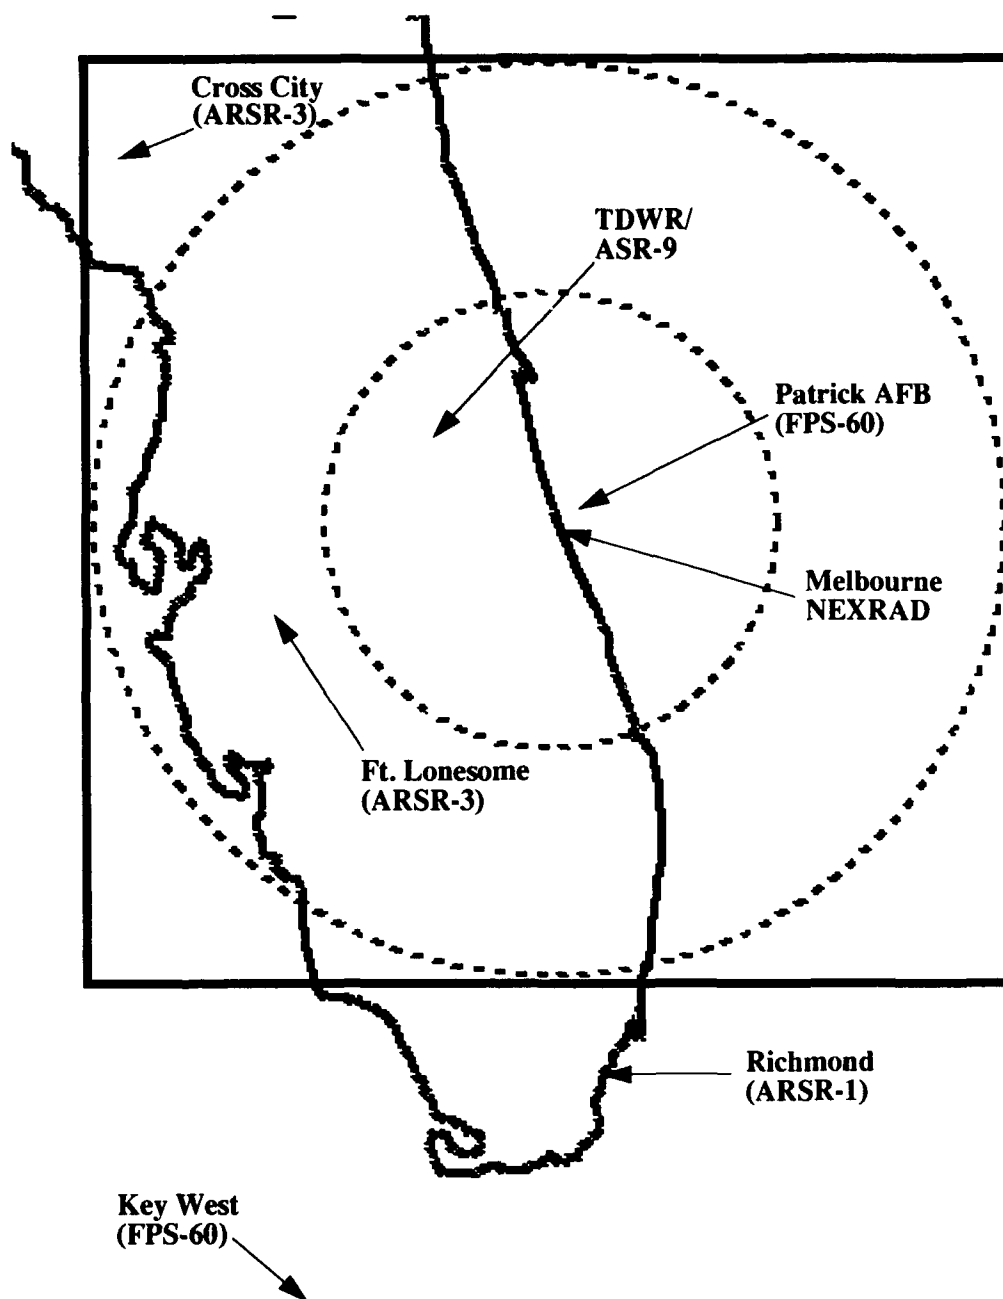 Cross City
(ARSR-3)
TDWR/
ASR-9
Patrick AFB
(FPS-60)
Melbourne
NEXRAD
Ft. Lonesome
(ARSR-3)
Richmond
(ARSR-1)
Key West
(FPS-60)